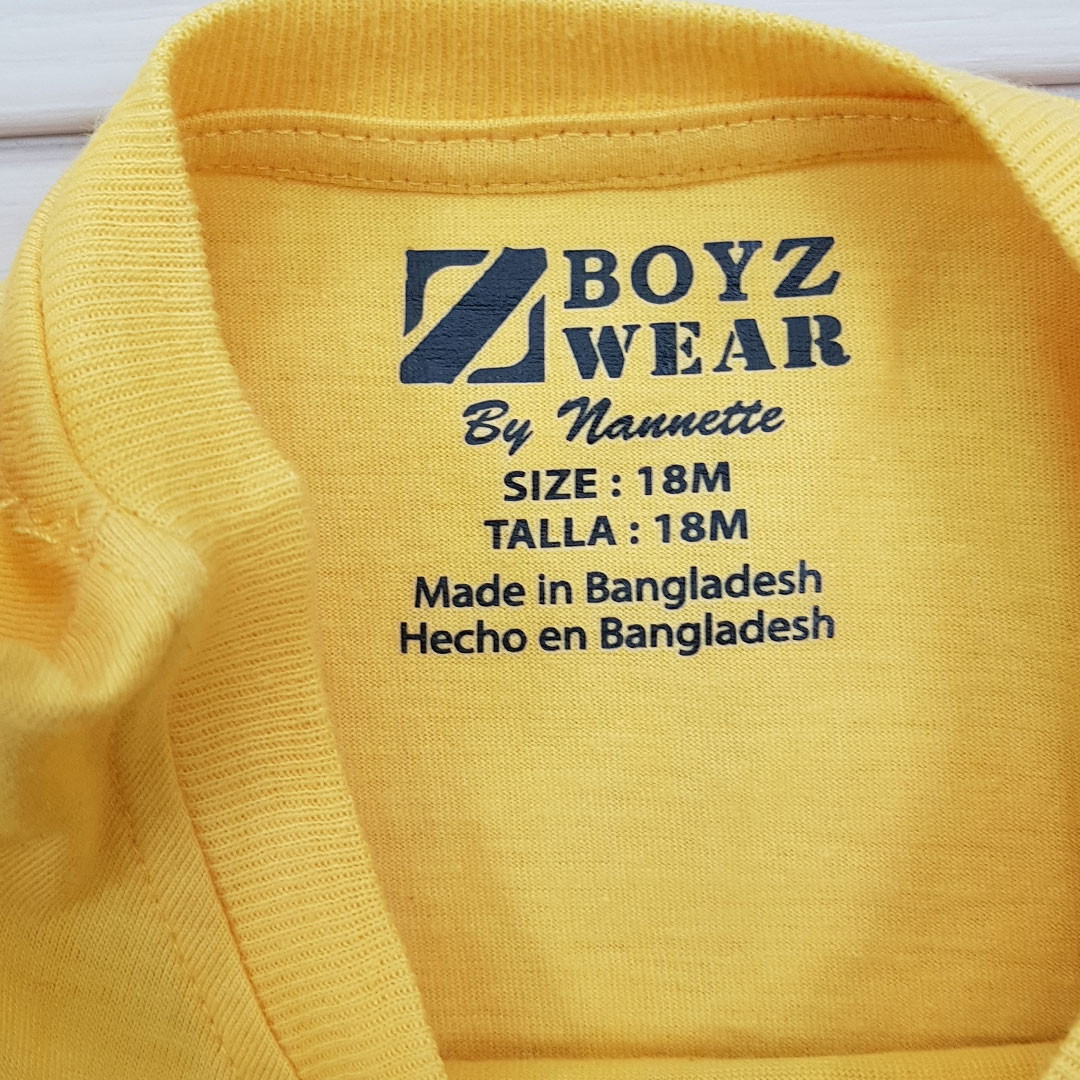 BOYZ
WEAR
By Nannette
SIZE : 18M
TALLA : 18M
Made in Bangladesh
Hecho en Bangladesh